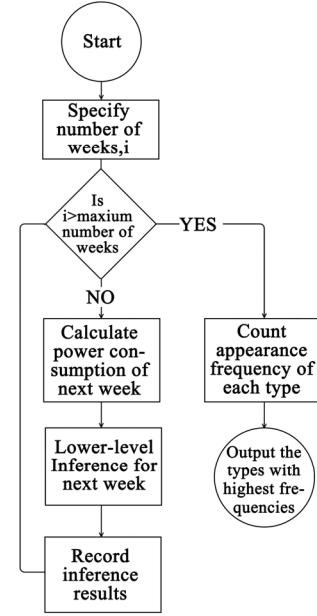 Start
Specify
number of
weeks,i
Is
i>maxium
number of
weeks
YES
NO
Calculate
power con-
sumption of
next week
Count
appearance
frequency of
each type
Lower-level
Inference for
next week
Output the
types with
highest fre-
quencies
Record
inference
results